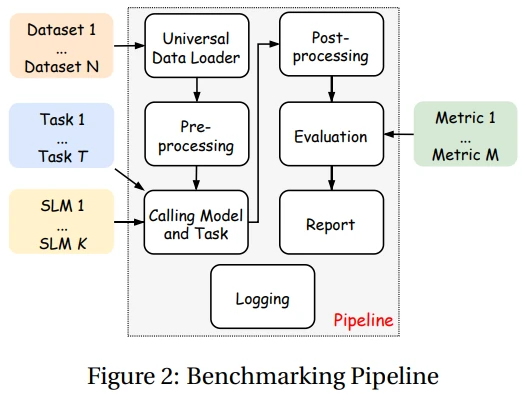 Dataset 1
...
Dataset N
Task 1
...
Task T
SLM 1
...
SLM K
Universal
Data Loader
Pre-
processing
Calling Model
and Task
Post-
processing
Evaluation
Report
Logging
Pipeline
Metric 1
...
Metric M
Figure 2: Benchmarking Pipeline